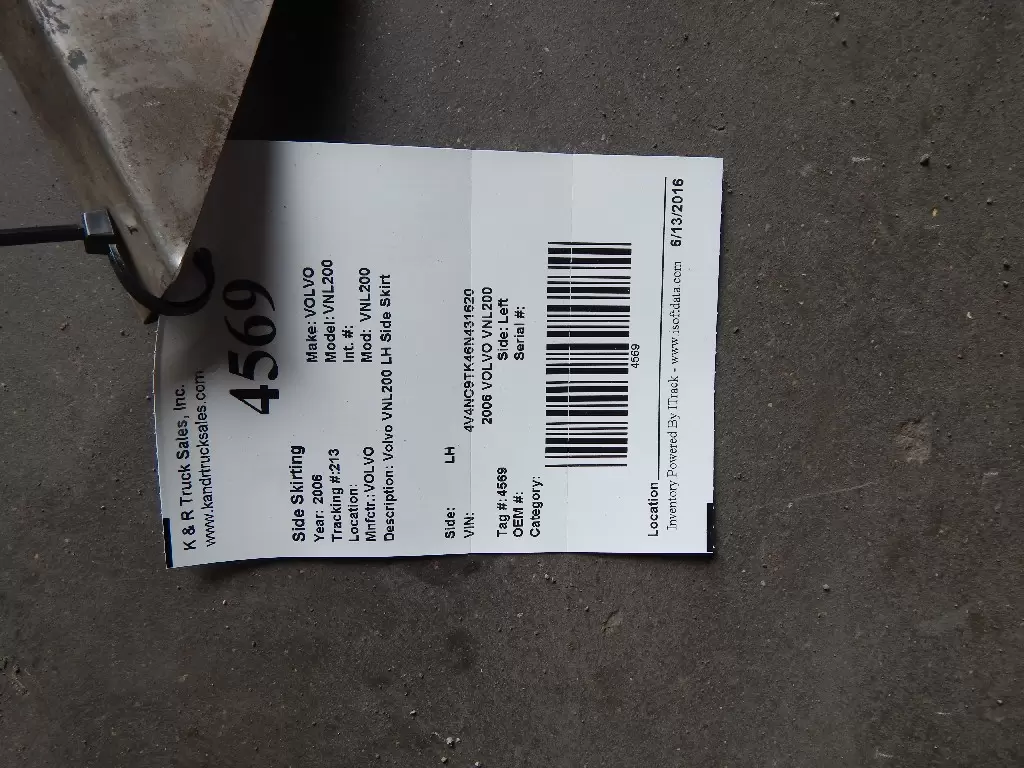 K & R Truck Sales, Inc.
www.kandrtrucksales.com
4569
Side Skirting
Year: 2006 Make: VOLVO
Tracking #:213 Model: VNL200
Location: Int. #:
Mnfctr.: VOLVO Mod: VNL200
Description: Volvo VNL200 LH Side Skirt
Side: LH
VIN: 4V4NC9TK46N431620
2006 VOLVO VNL200
Tag #: 4569 Side: Left
OEM #: Serial #:
Category:
4569
Location
Inventory Powered By ITrack - www.isoftdata.com 6/13/2016